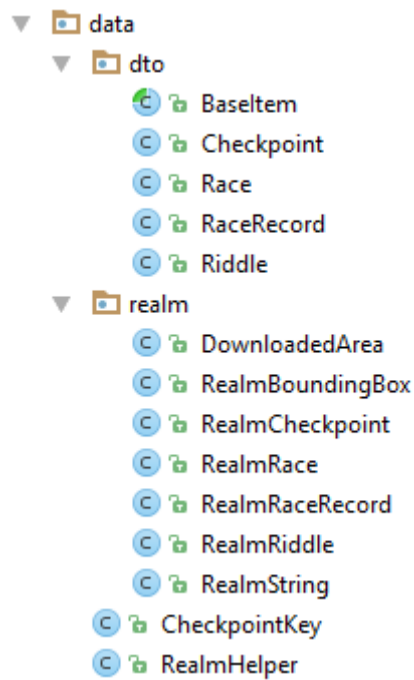 data
dto
C BaseItem
C Checkpoint
C Race
C RaceRecord
C Riddle
realm
C DownloadedArea
C RealmBoundingBox
C RealmCheckpoint
C RealmRace
C RealmRaceRecord
C RealmRiddle
C RealmString
C CheckpointKey
C RealmHelper